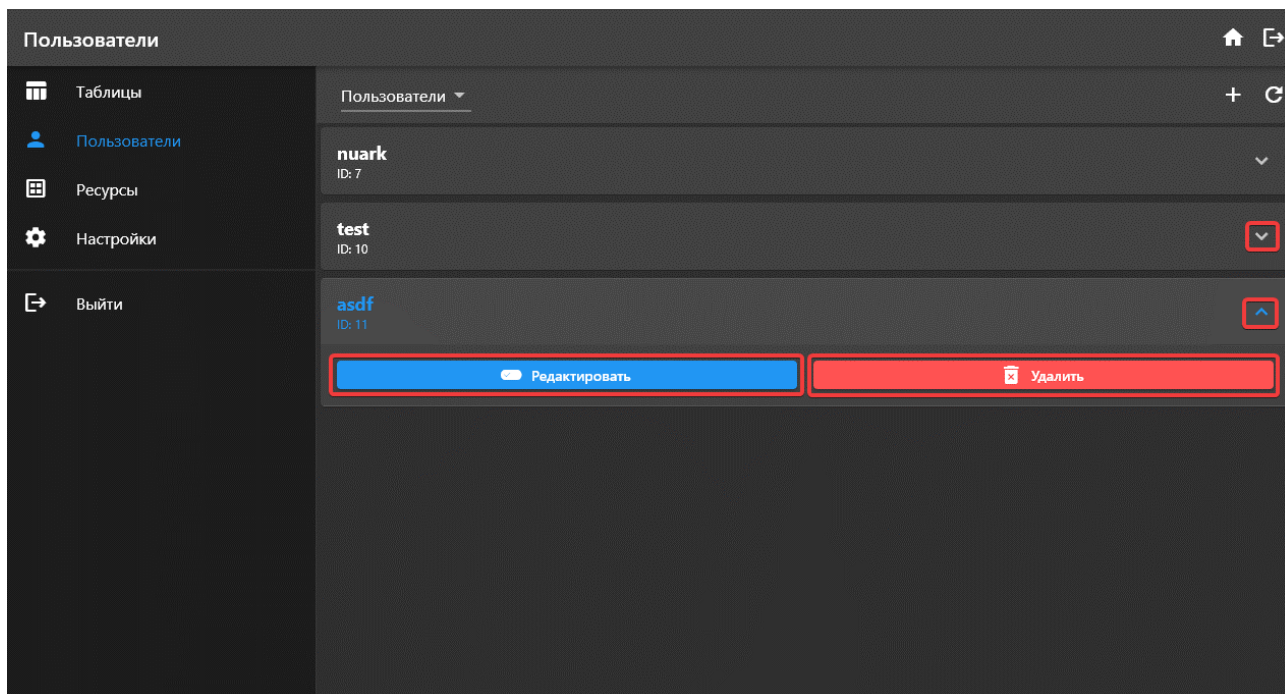 Пользователи
Таблицы
Пользователи
Ресурсы
Настройки
Выйти
Пользователи
nuark
ID: 7
test
ID: 10
asdf
ID: 11
Редактировать
Удалить